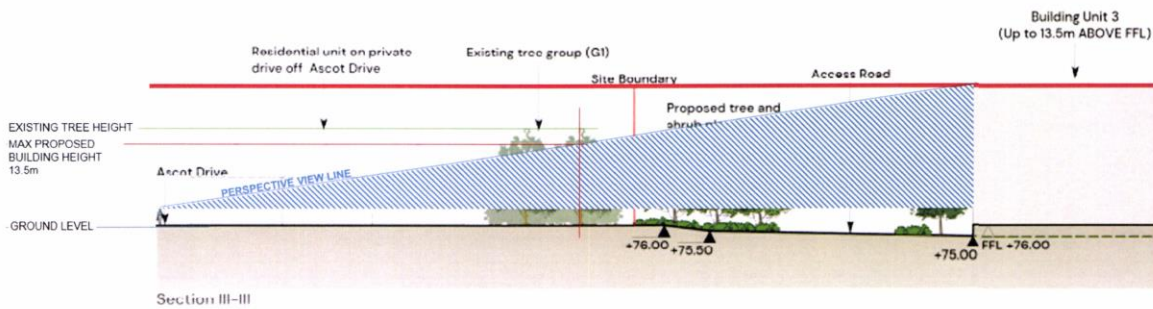 Building Unit 3
(Up to 13.5m ABOVE FFL)
Residential unit on private
drive off Ascot Drive
Existing tree group (G1)
Site Boundary
Access Road
Proposed tree and
EXISTING TREE HEIGHT
MAX PROPOSED
BUILDING HEIGHT
13.5m
Ascot Drive
PERSPECTIVE VIEW LINE
GROUND LEVEL
+76.00
+75.50
+75.00
FFL +76.00
Section III-III